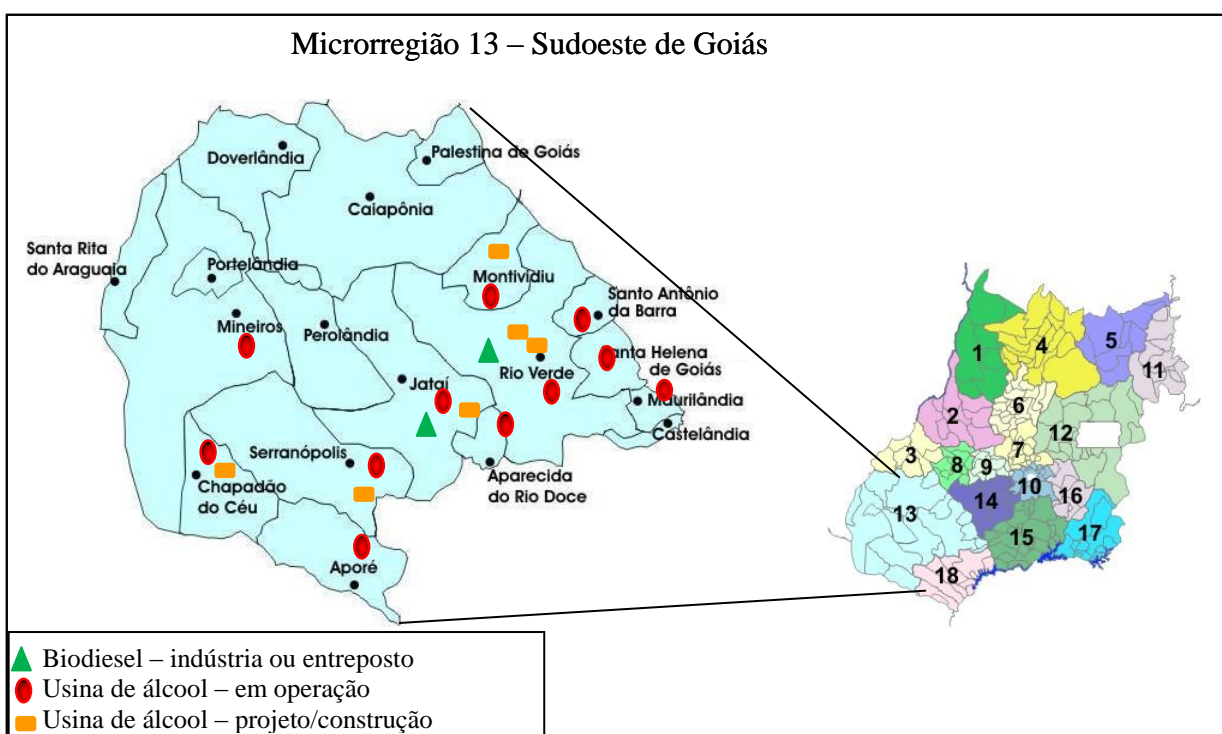 Microrregião 13 – Sudoeste de Goiás
Doverlândia
Palestina de Goiás
Caiapônia
Santa Rita
do Araguaia
Portelândia
Montividiu
Santo Antônio
da Barra
Mineiros
Perolândia
anta Helena
de Goiás
Rio Verde
Jataí
Maurilândia
Castelândia
Serranópolis
Aparecida
do Rio Doce
Chapadão
do Céu
Aporé
1
4
5
11
2
6
12
3
8
9
7
10
16
13
14
15
17
18
Biodiesel – indústria ou entreposto
Usina de álcool – em operação
Usina de álcool – projeto/construção